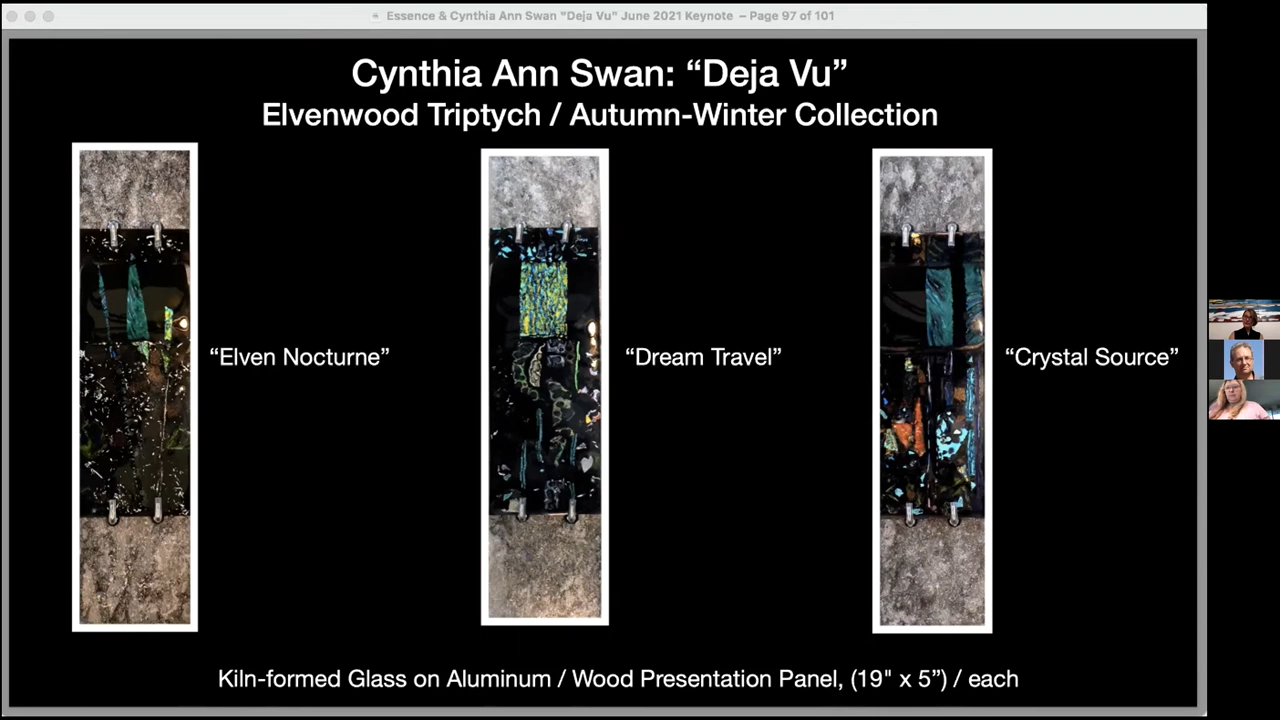 Essence & Cynthia Ann Swan "Deja Vu" June 2021 Keynote – Page 97 of 101
Cynthia Ann Swan: “Deja Vu”
Elvenwood Triptych / Autumn-Winter Collection
“Elven Nocturne”
“Dream Travel”
“Crystal Source”
Kiln-formed Glass on Aluminum / Wood Presentation Panel, (19" x 5”) / each